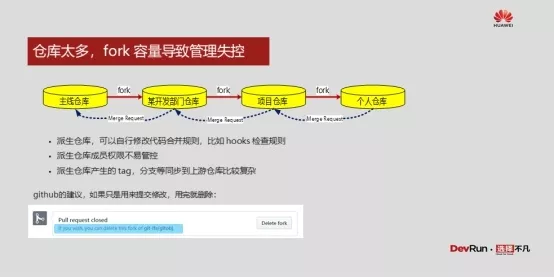 HUAWEI
仓库太多，fork 容量导致管理失控
fork fork fork
主线仓库 某开发部门仓库 项目仓库 个人仓库
Merge Request Merge Request Merge Request
• 派生仓库，可以自行修改代码合并规则，比如 hooks 检查规则
• 派生仓库成员权限不易管控
• 派生仓库产生的 tag，分支等同步到上游仓库比较复杂
github的建议，如果只是用来提交修改，用完就删除：
Pull request closed
If you wish, you can delete this fork of
Delete fork
DevRun · 选择不凡